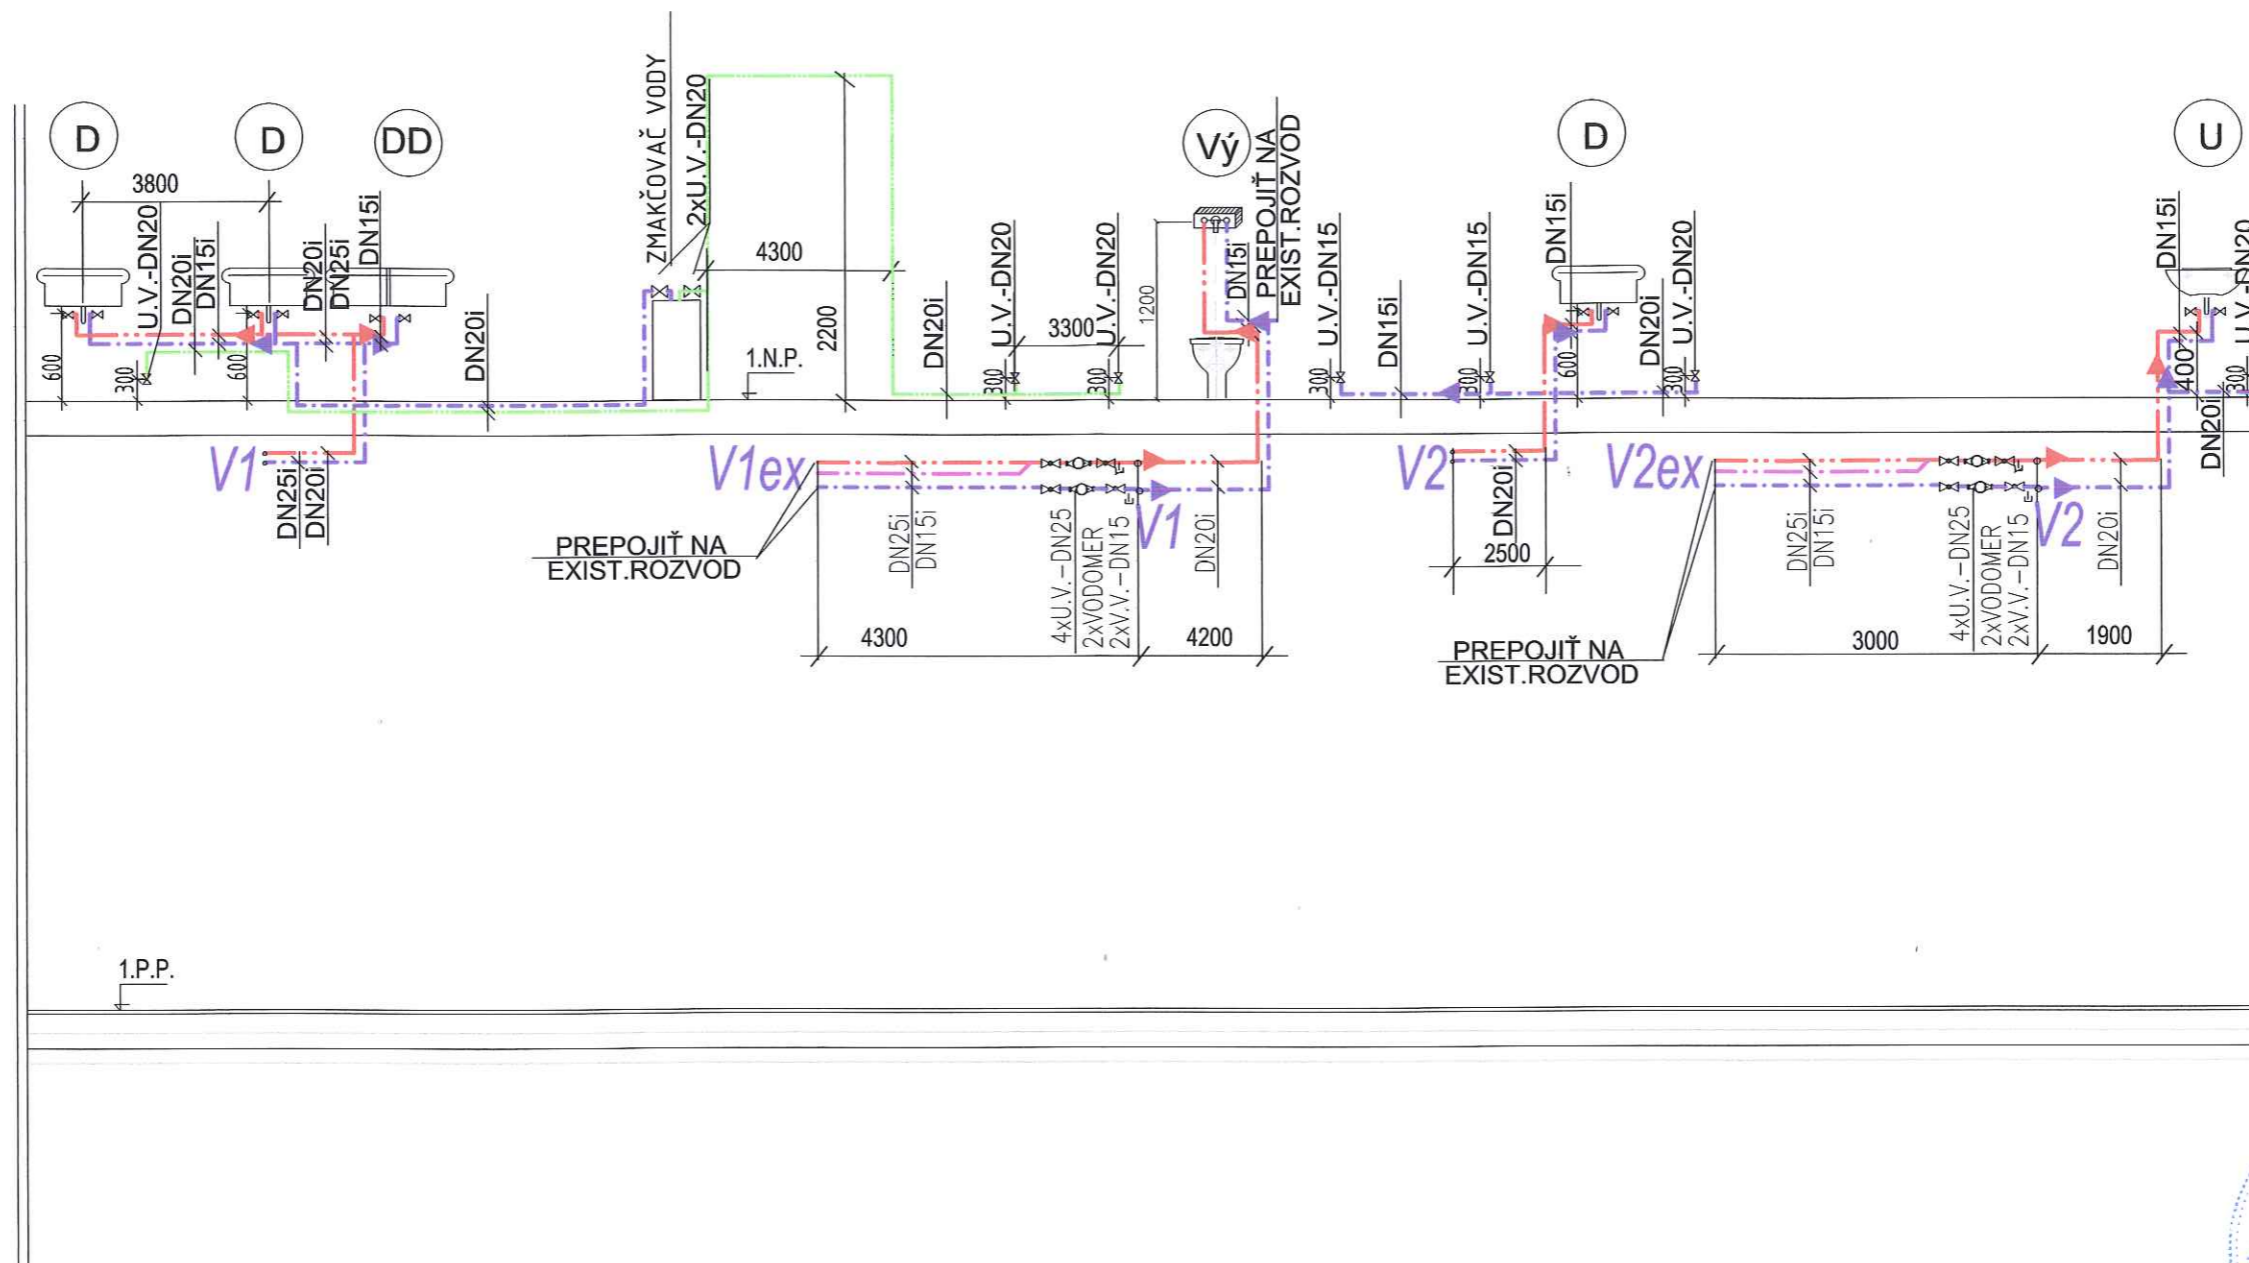 D
D
DD
Vý
D
U
3800
U.V.-DN20
DN20i
DN15i
DN20i
DN25i
DN15i
DN20i
ZMAKČOVAČ VODY
2xU.V.-DN20
4300
2200
1.N.P.
DN20i
U.V.-DN20
3300
U.V.-DN20
1200
DN15i
PREPOJIŤ NA
EXIST.ROZVOD
U.V.-DN15
DN15i
U.V.-DN15
DN15i
DN20i
U.V.-DN20
DN15i
U.V.-DN20
600
300
600
300
300
300
300
600
300
400
300
DN20i
V1
DN25i
DN20i
V1ex
PREPOJIŤ NA
EXIST.ROZVOD
DN25i
DN15i
4xU.V.-DN25
2xVODOMER
2xV.V.-DN15
V1
DN20i
4300
4200
V2
DN20i
2500
V2ex
PREPOJIŤ NA
EXIST.ROZVOD
DN25i
DN15i
4xU.V.-DN25
2xVODOMER
2xV.V.-DN15
V2
DN20i
3000
1900
1.P.P.